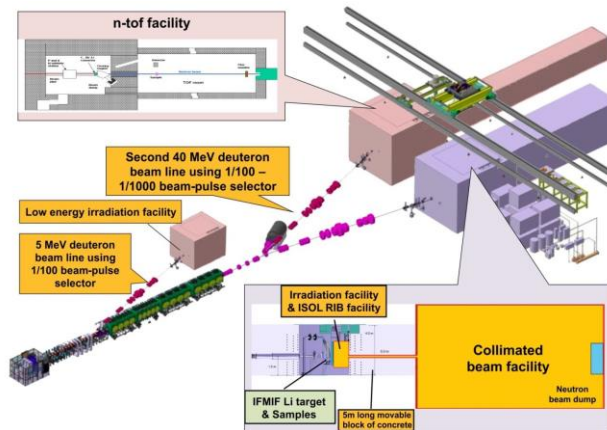 n-tof facility
Second 40 MeV deuteron
beam line using 1/100 –
1/1000 beam-pulse selector
Low energy irradiation facility
5 MeV deuteron
beam line using
1/100 beam-pulse
selector
Irradiation facility
& ISOL RIB facility
Collimated
beam facility
Neutron
beam dump
IFMIF Li target
& Samples
5m long movable
block of concrete